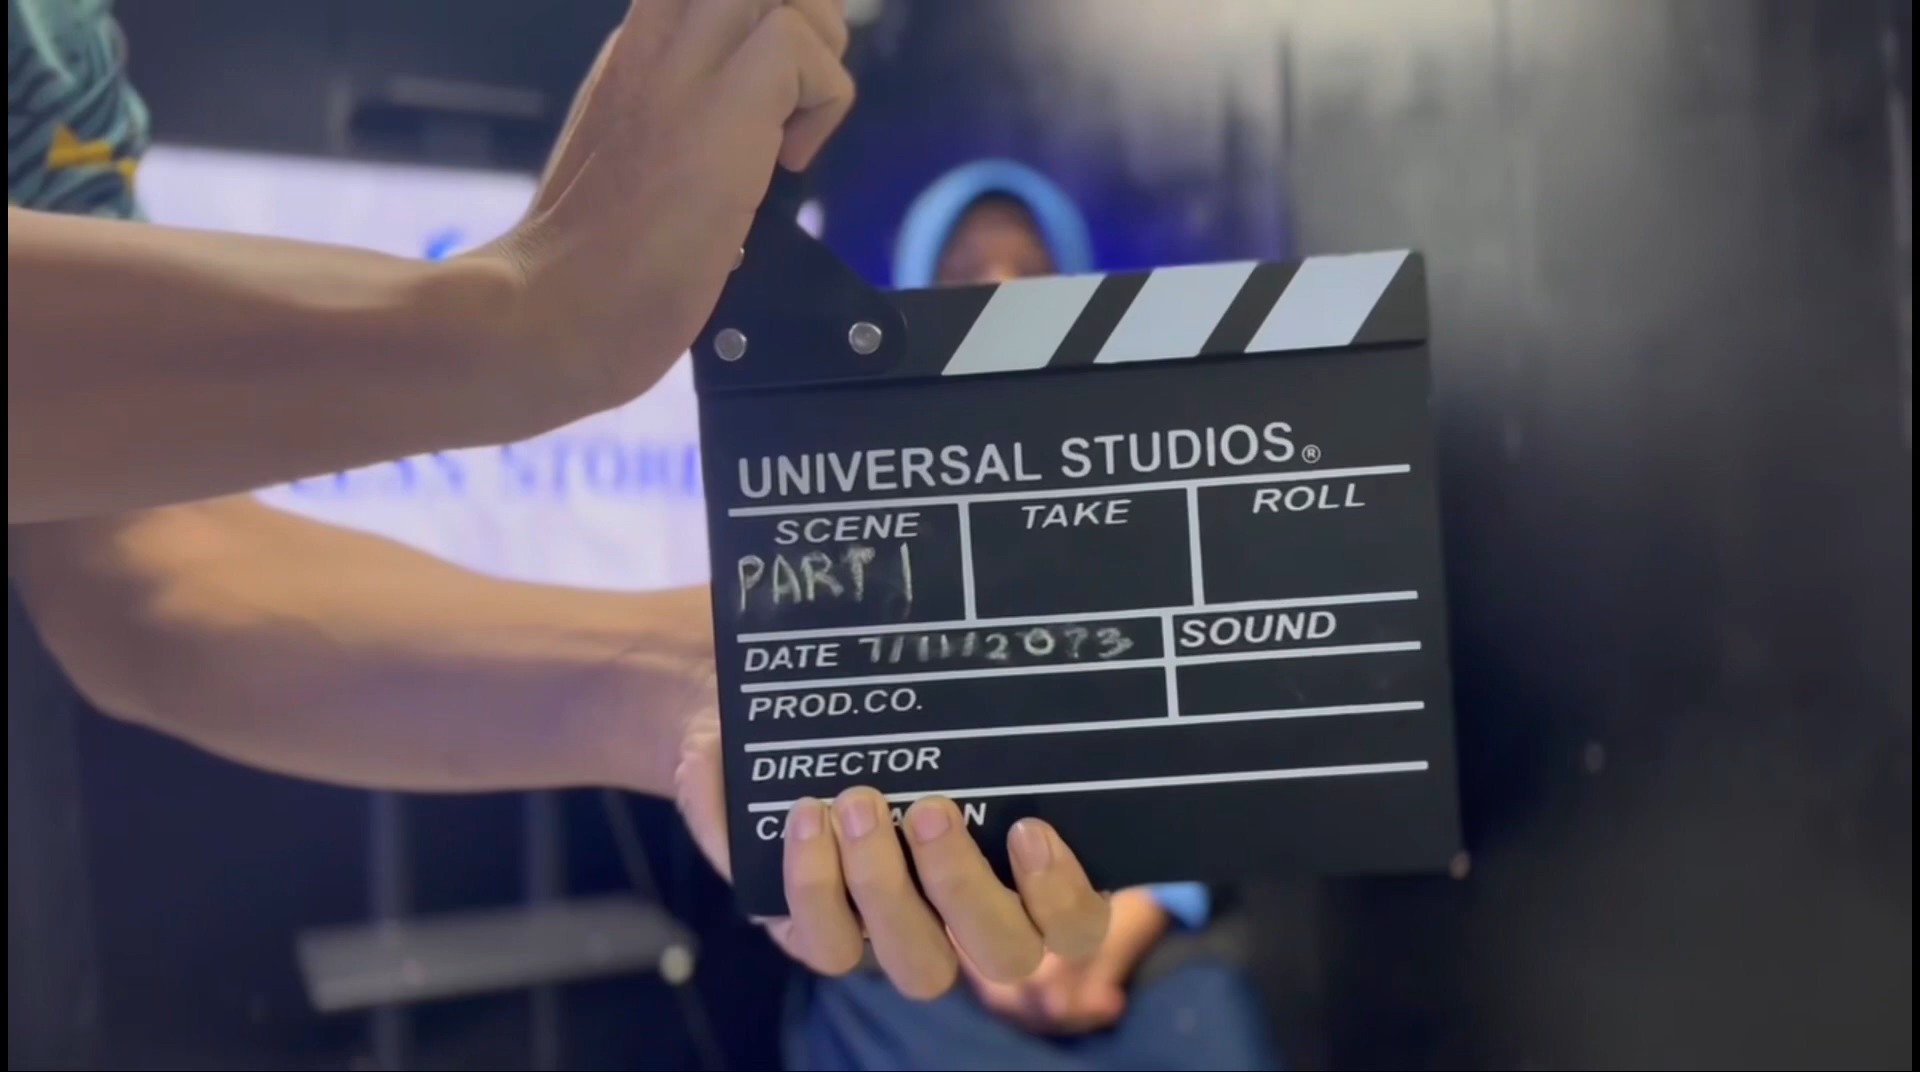 UNIVERSAL STUDIOS®
SCENE TAKE ROLL
PART 1
DATE 7/11/2023 SOUND
PROD.CO.
DIRECTOR